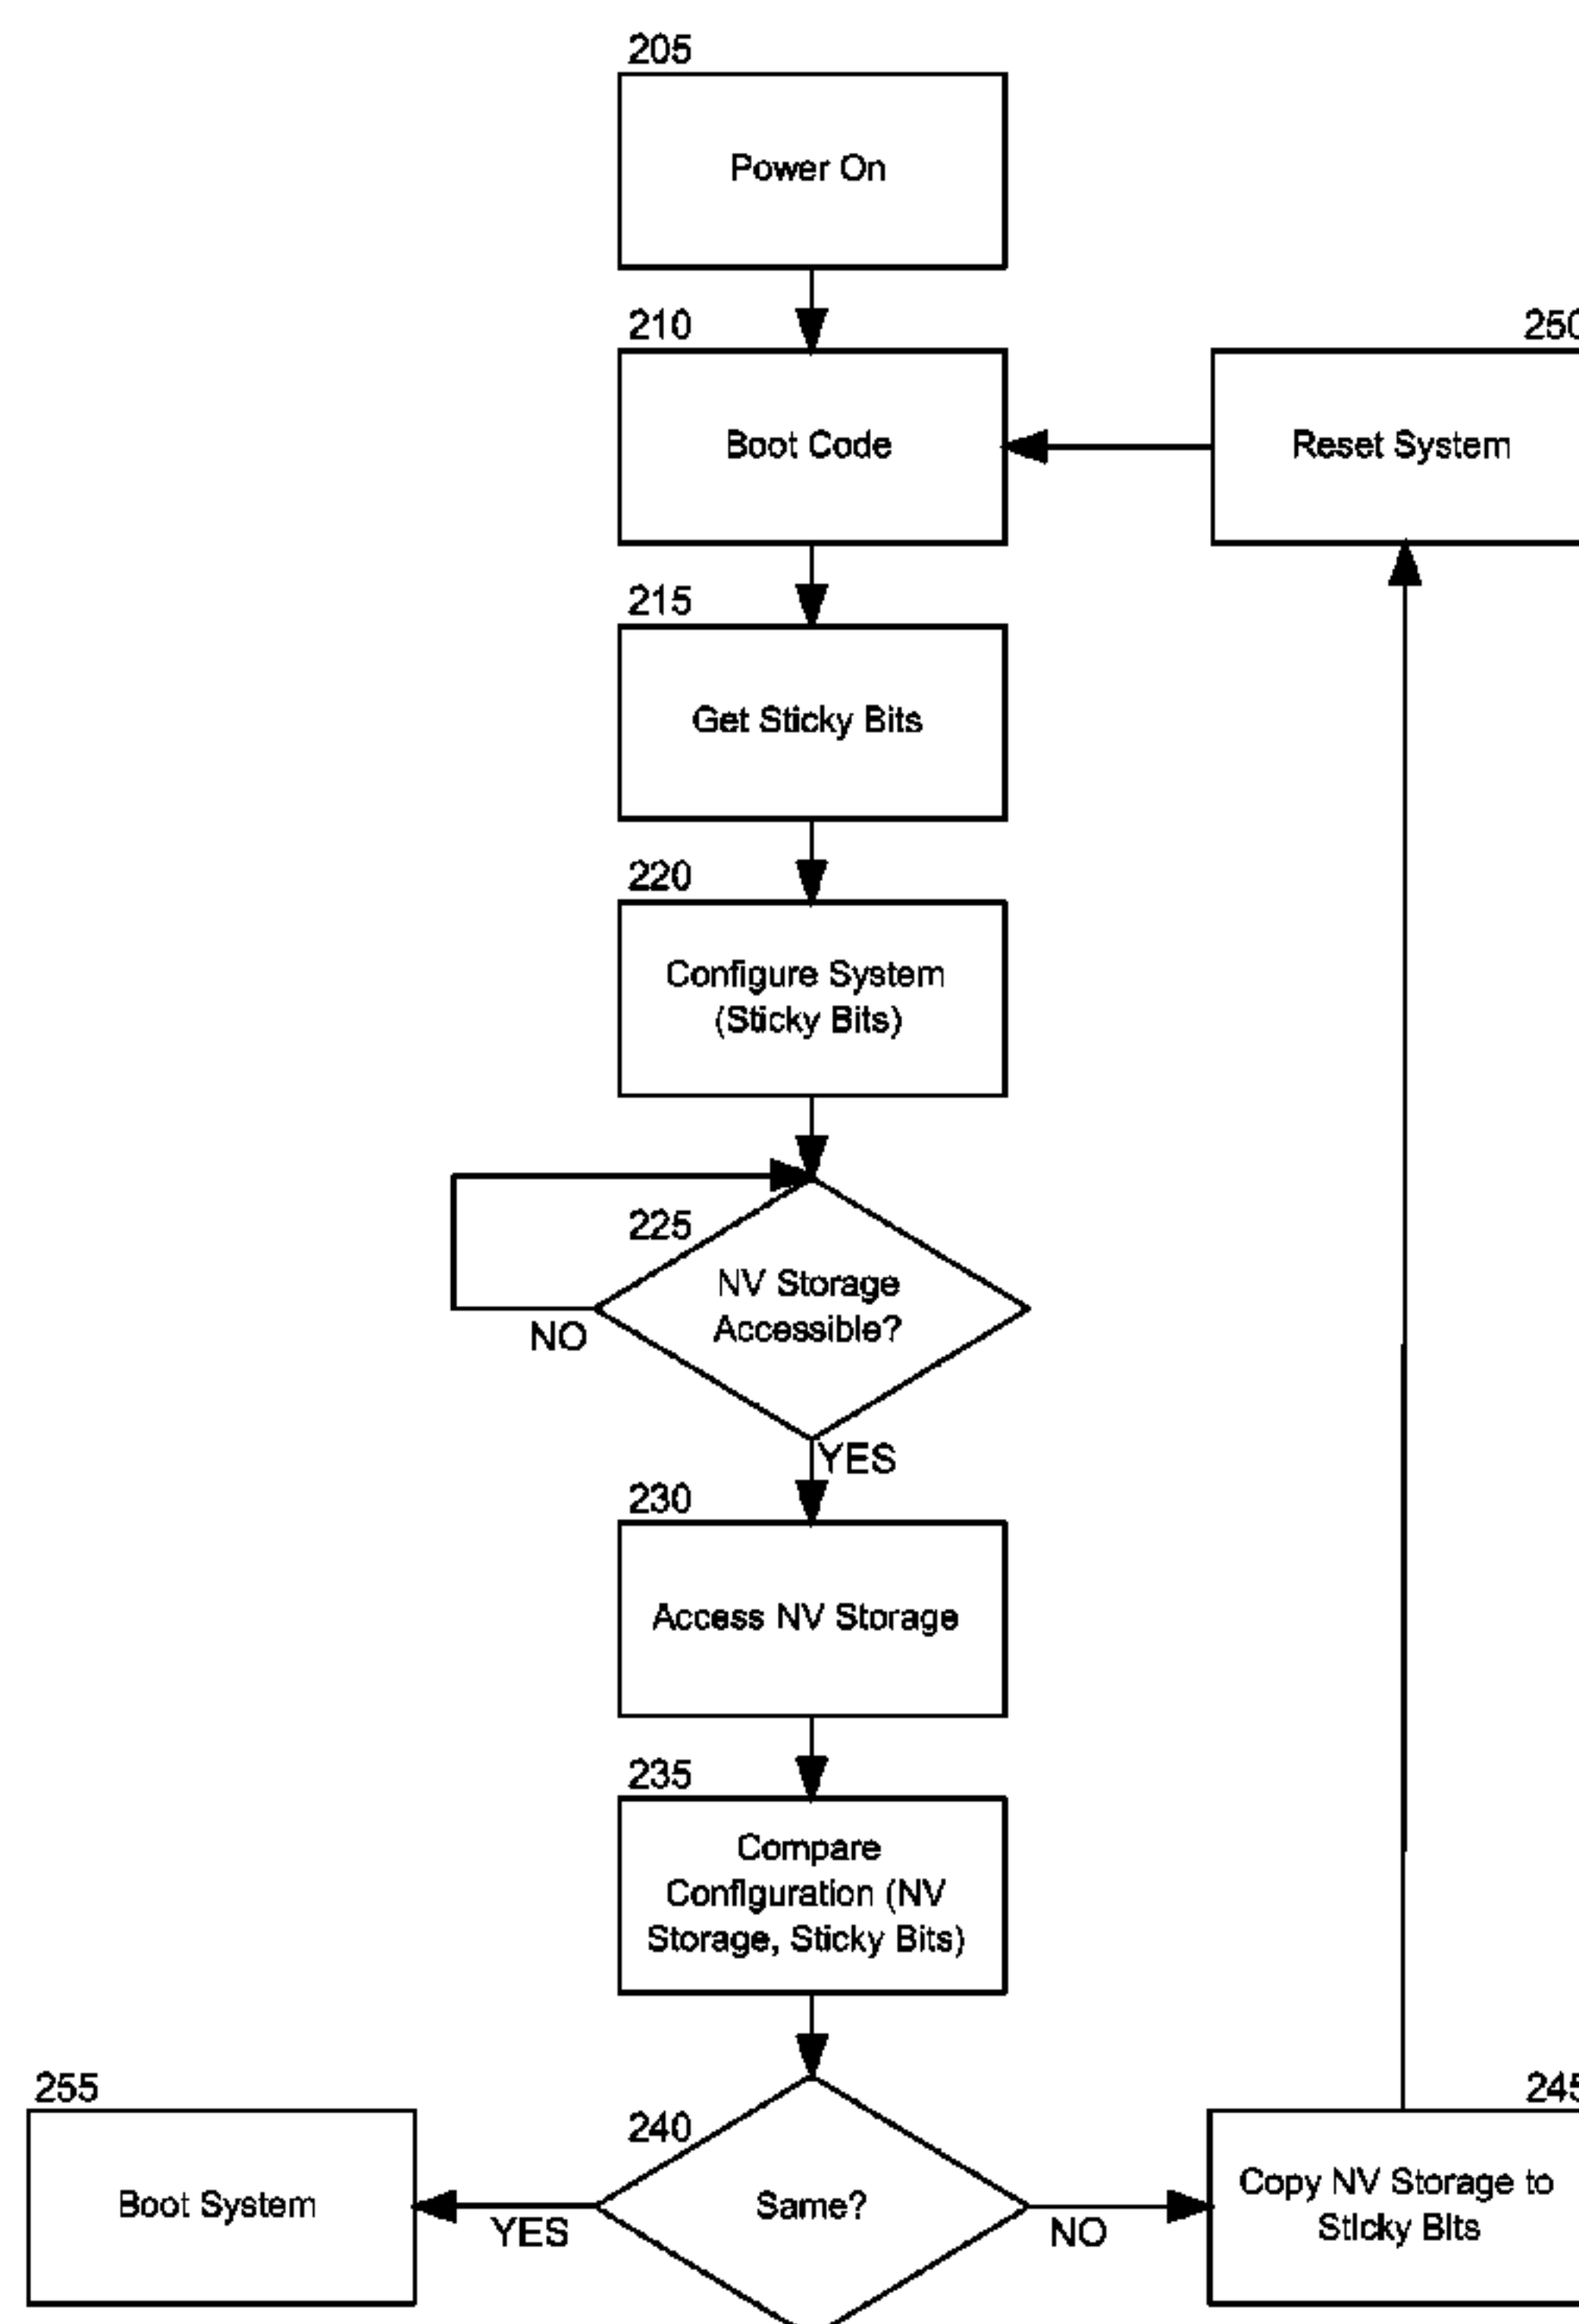 205
Power On
210
Boot Code
250
Reset System
215
Get Sticky Bits
220
Configure System
(Sticky Bits)
225
NV Storage
Accessible?
NO
YES
230
Access NV Storage
235
Compare
Configuration (NV
Storage, Sticky Bits)
240
Same?
YES
NO
255
Boot System
245
Copy NV Storage to
Sticky Bits